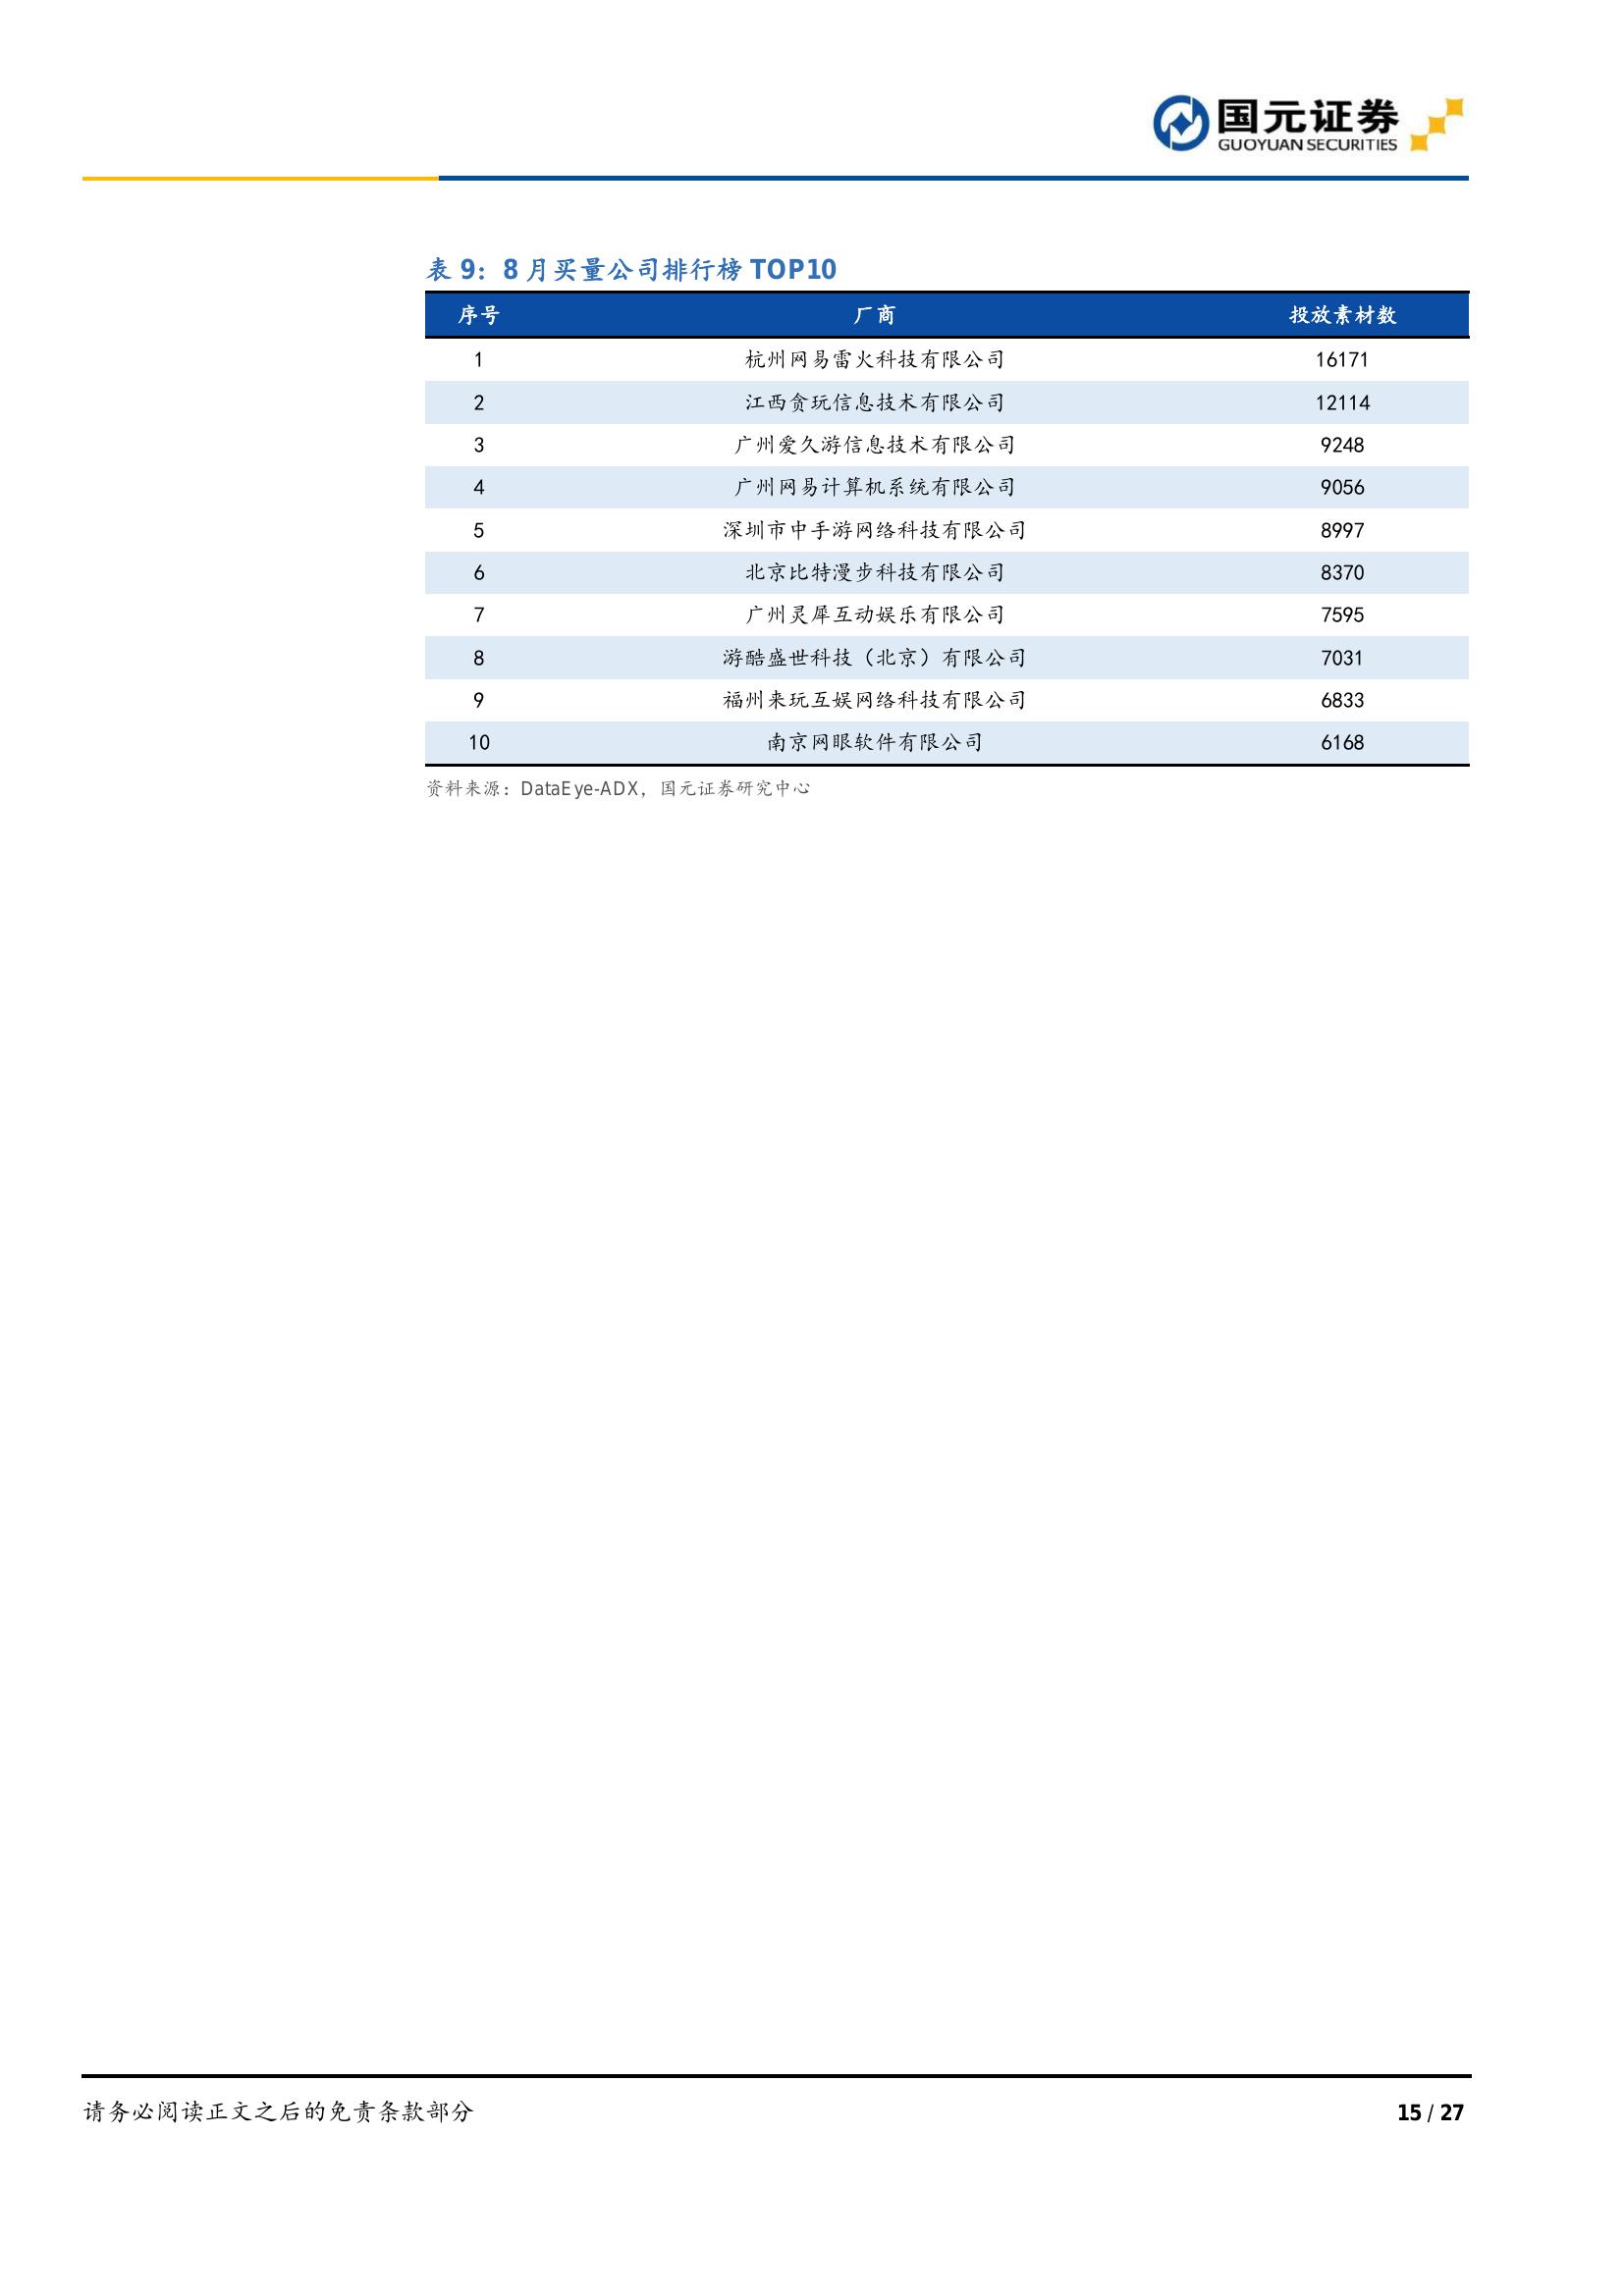 国元证券
GUOYUAN SECURITIES
表 9：8 月买量公司排行榜 TOP10
序号 厂商 投放素材数
1 杭州网易雷火科技有限公司 16171
2 江西贪玩信息技术有限公司 12114
3 广州爱久游信息技术有限公司 9248
4 广州网易计算机系统有限公司 9056
5 深圳市中手游网络科技有限公司 8997
6 北京比特漫步科技有限公司 8370
7 广州灵犀互动娱乐有限公司 7595
8 游酷盛世科技（北京）有限公司 7031
9 福州来玩互娱网络科技有限公司 6833
10 南京网眼软件有限公司 6168
资料来源：DataEye-ADX，国元证券研究中心
请务必阅读正文之后的免责条款部分 15 / 27